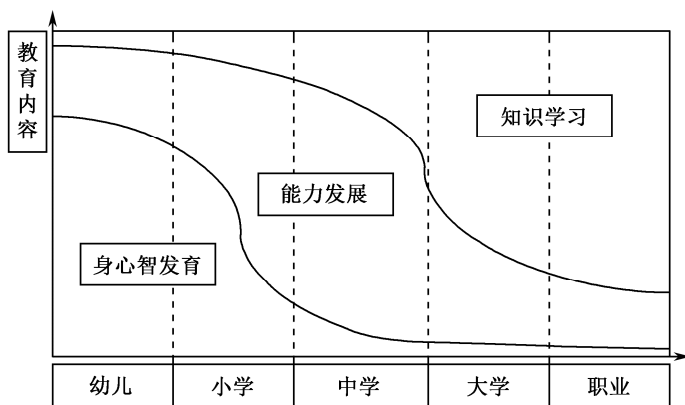 教育内容
知识学习
能力发展
身心智发育
幼儿
小学
中学
大学
职业